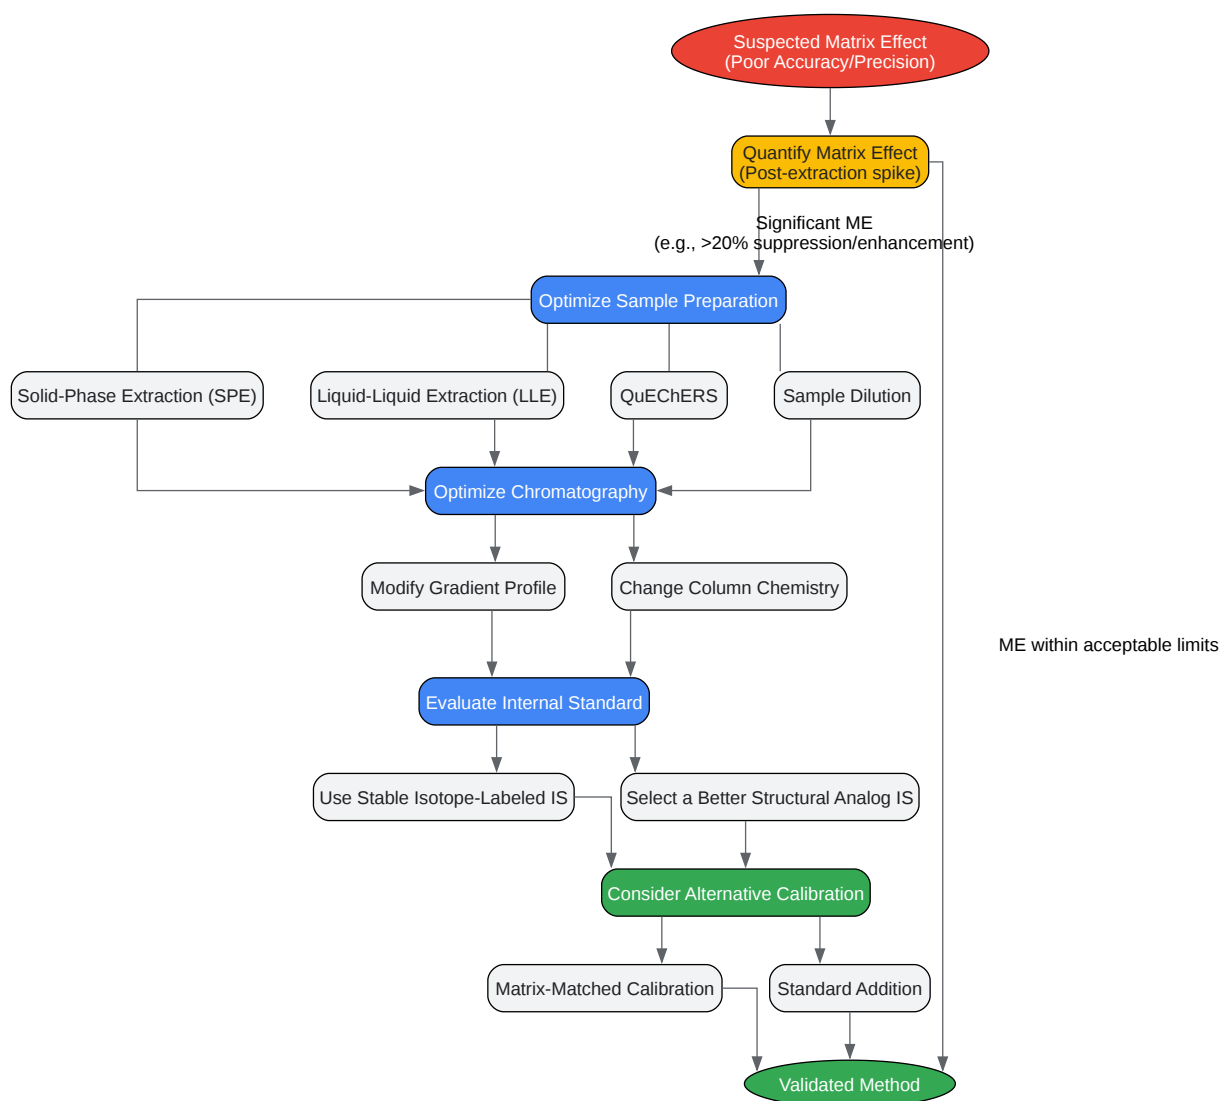 Suspected Matrix Effect
(Poor Accuracy/Precision)
Quantify Matrix Effect
(Post-extraction spike)
Significant ME
(e.g., >20% suppression/enhancement)
Optimize Sample Preparation
Solid-Phase Extraction (SPE)
Liquid-Liquid Extraction (LLE)
QuEChERS
Sample Dilution
Optimize Chromatography
Modify Gradient Profile
Change Column Chemistry
ME within acceptable limits
Evaluate Internal Standard
Use Stable Isotope-Labeled IS
Select a Better Structural Analog IS
Consider Alternative Calibration
Matrix-Matched Calibration
Standard Addition
Validated Method